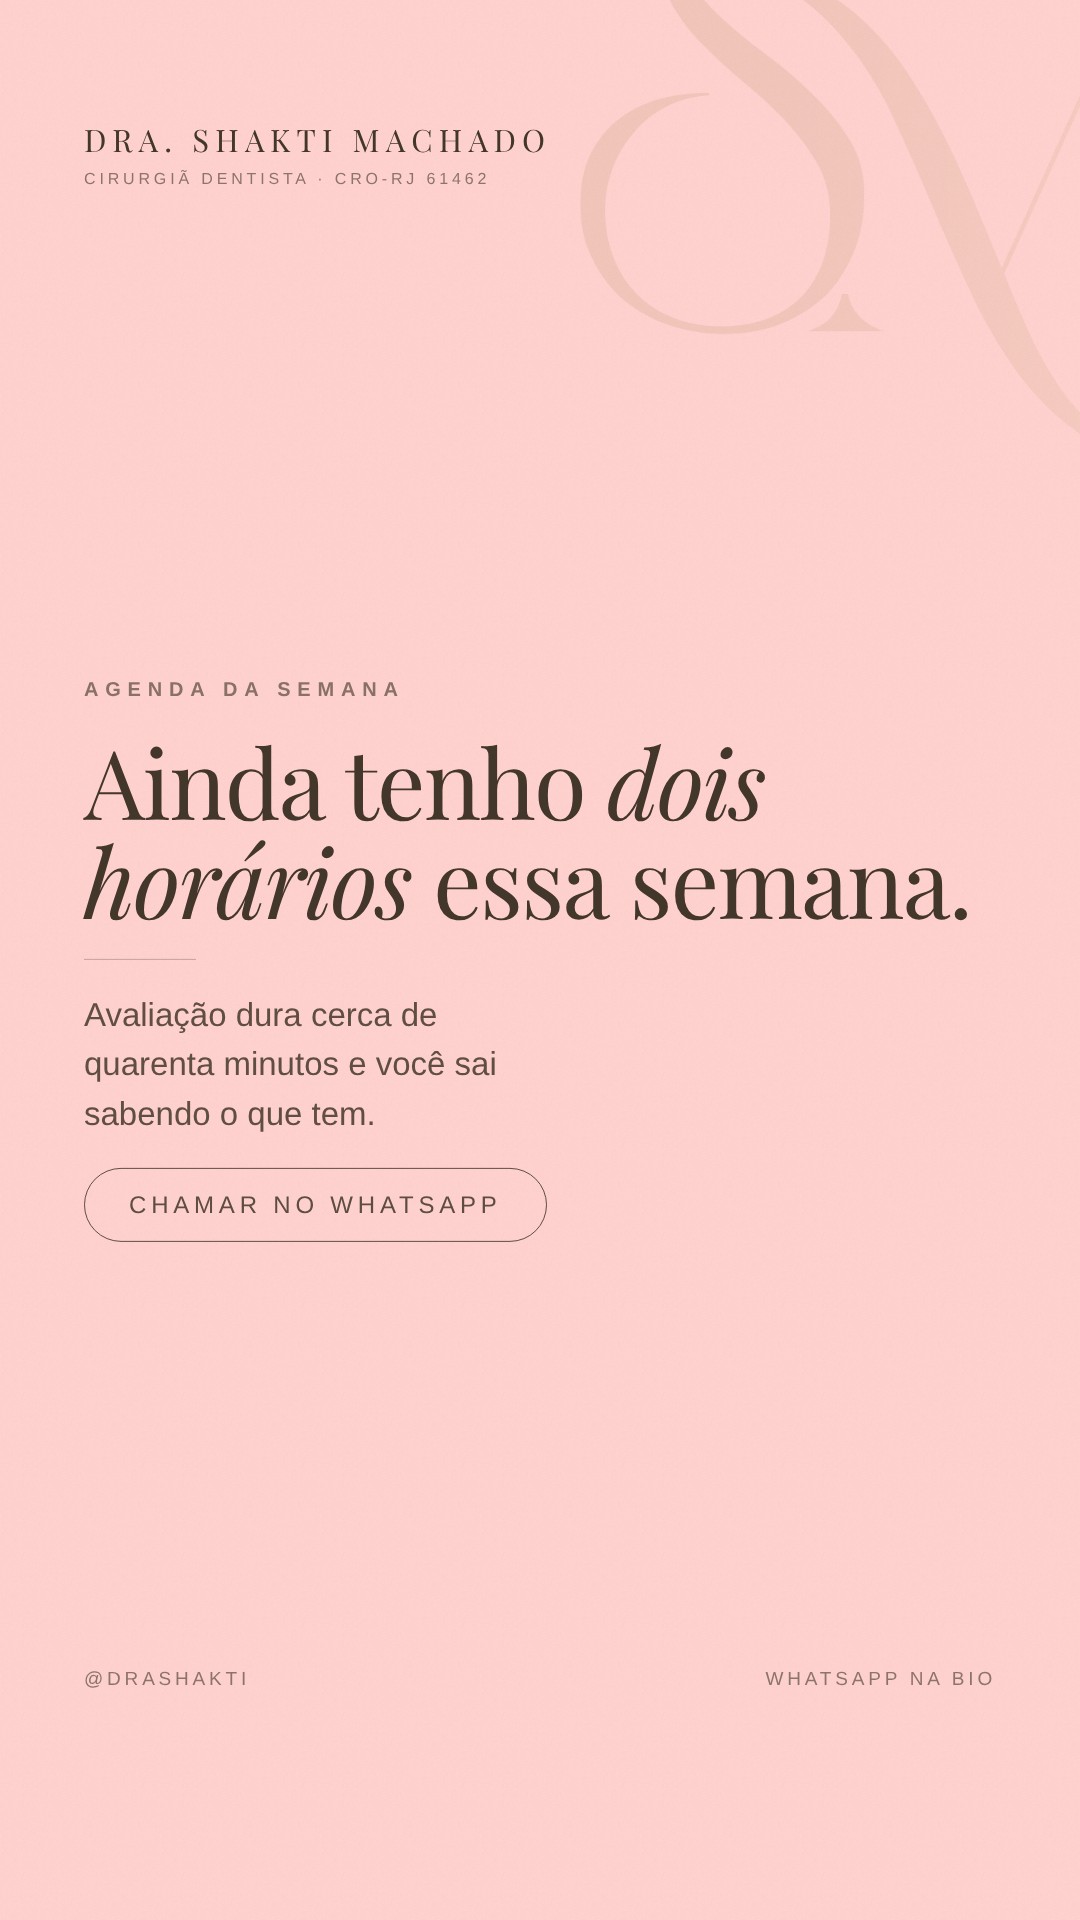 DRA. SHAKTI MACHADO
CIRURGIÃ DENTISTA · CRO-RJ 61462
AGENDA DA SEMANA
Ainda tenho dois
horários essa semana.
Avaliação dura cerca de
quarenta minutos e você sai
sabendo o que tem.
CHAMAR NO WHATSAPP
@DRASHAKTI
WHATSAPP NA BIO